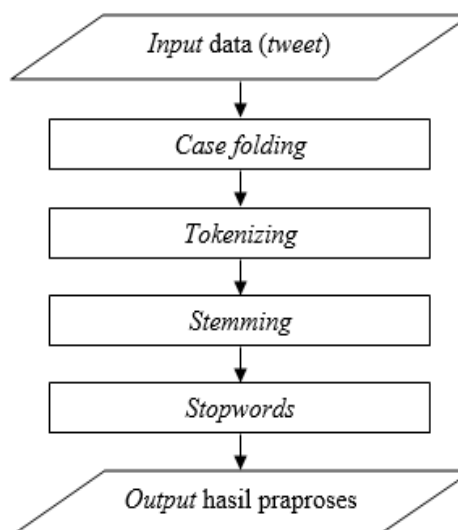 Input data (tweet)
Case folding
Tokenizing
Stemming
Stopwords
Output hasil praproses